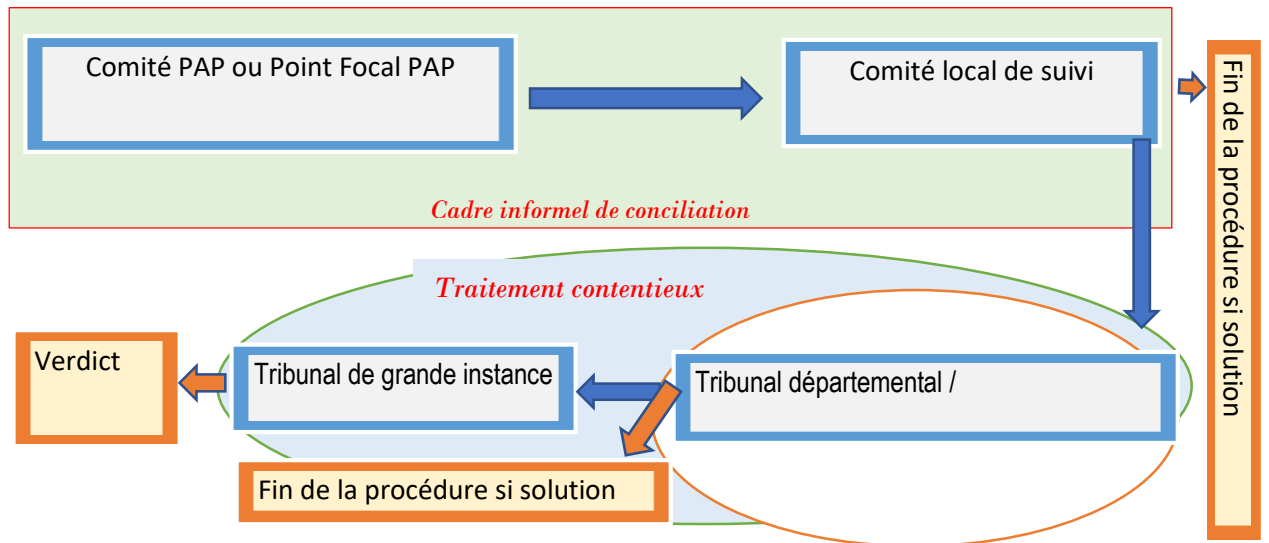 Comité PAP ou Point Focal PAP
Comité local de suivi
Fin de la procédure si solution
Cadre informel de conciliation
Traitement contentieux
Verdict
Tribunal de grande instance
Tribunal départemental /
Fin de la procédure si solution